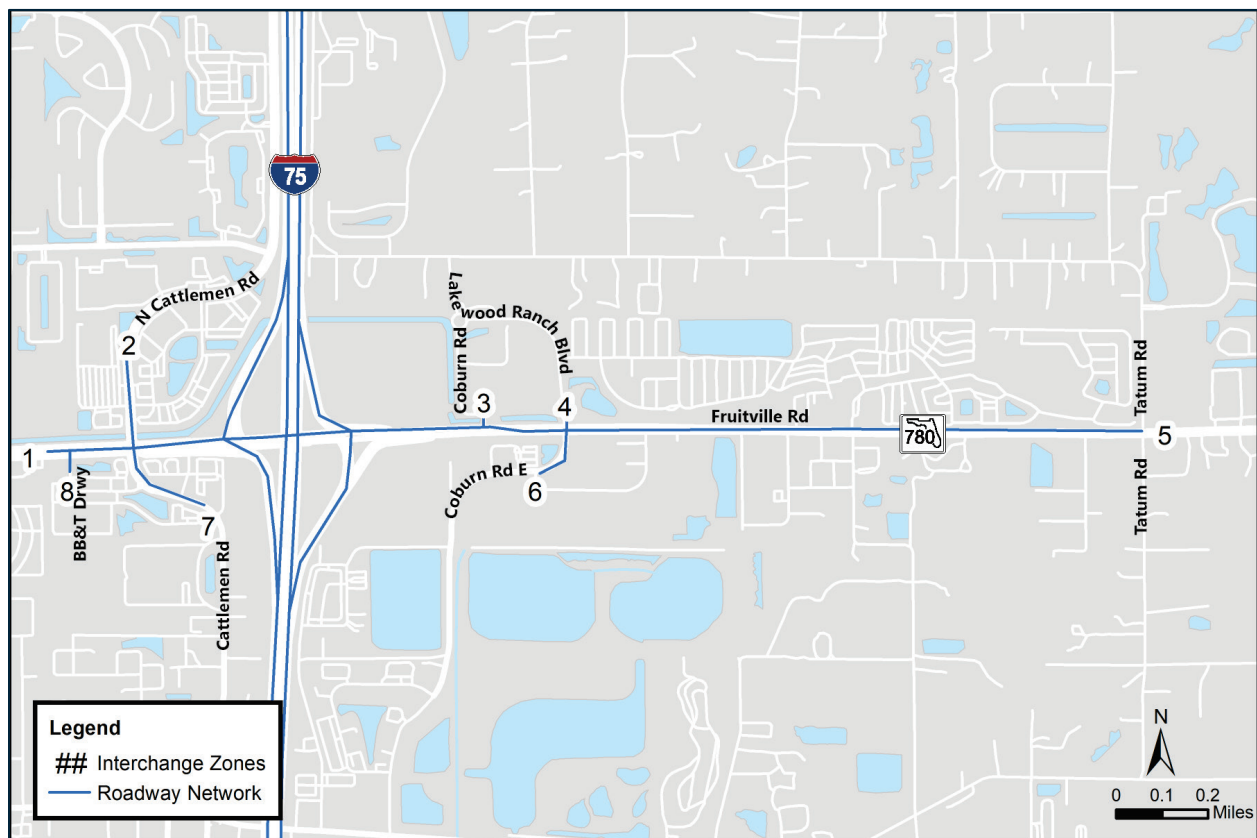 75
N Cattlemen Rd
2
Lake
wood Ranch Blvd
Coburn Rd
3
4
Fruitville Rd
780
Tatum Rd
5
1
8
BB&T Drwy
7
Cattlemen Rd
Coburn Rd E
6
Tatum Rd
Legend
## Interchange Zones
Roadway Network
N
0 0.1 0.2
Miles